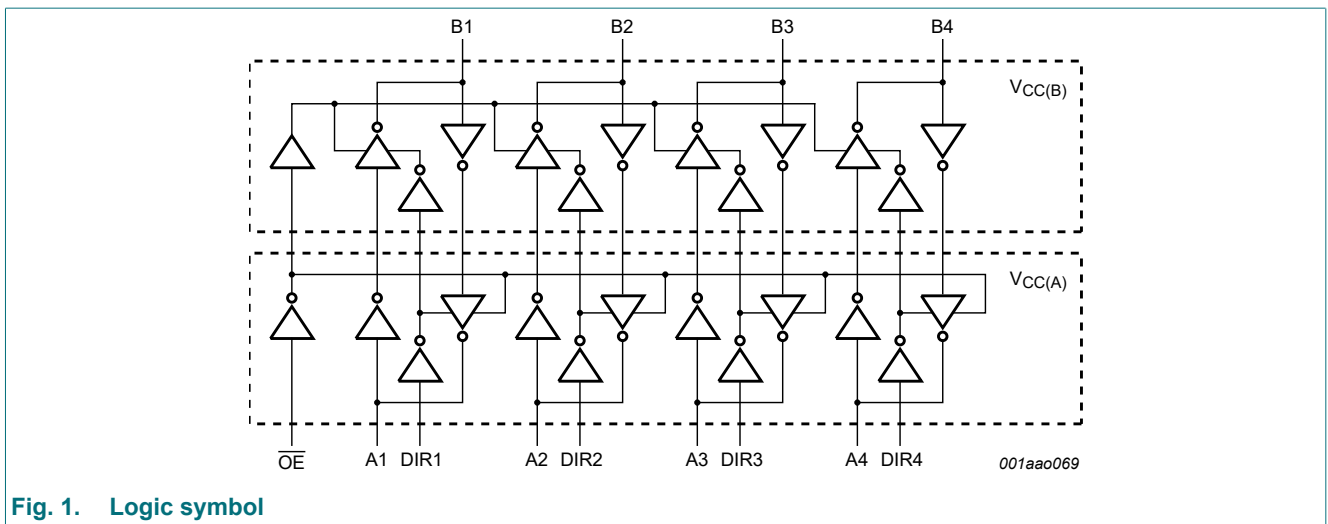 B1 B2 B3 B4
VCC(B)
VCC(A)
OE A1 DIR1 A2 DIR2 A3 DIR3 A4 DIR4
001aao069
Fig. 1. Logic symbol